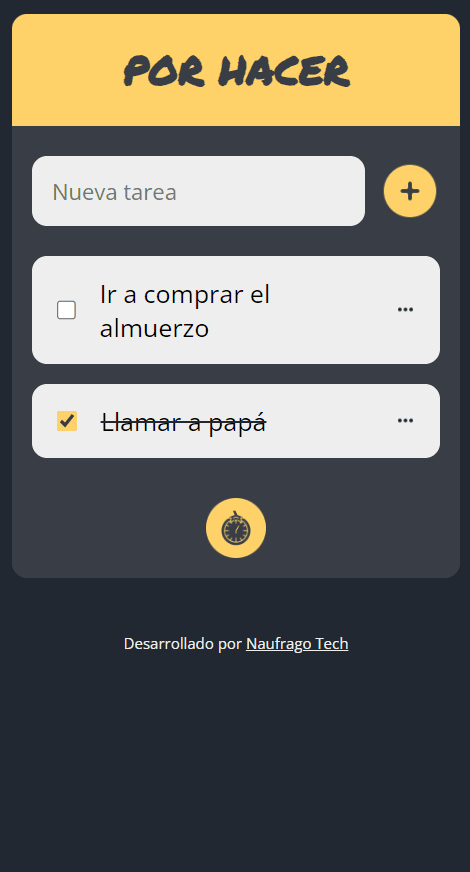 POR HACER
Nueva tarea
Ir a comprar el
almuerzo
Llamar a papá
Desarrollado por Naufrago Tech